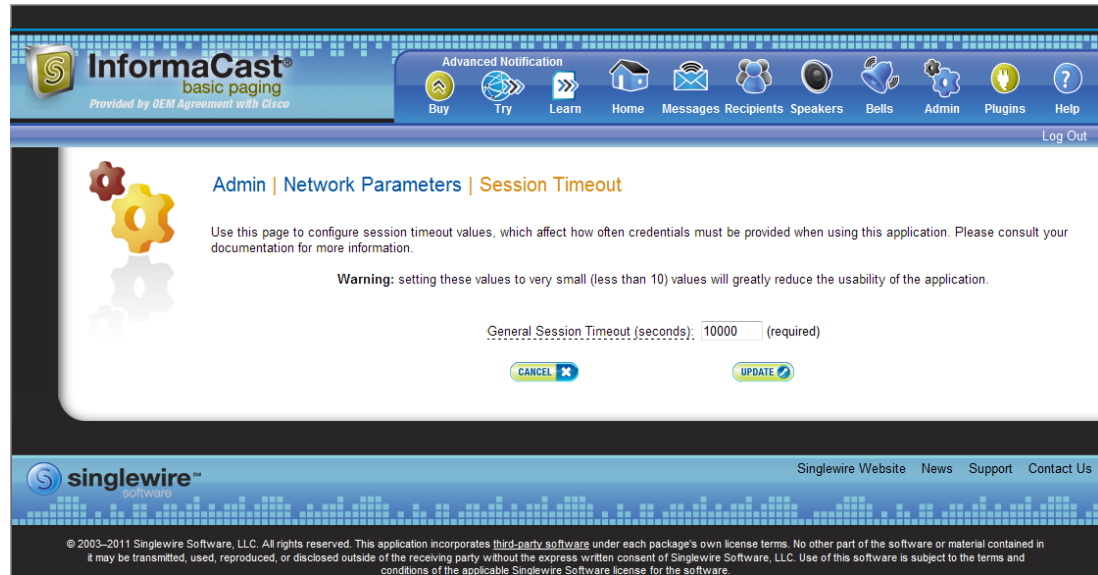 InformaCast®
basic paging
Provided by OEM Agreement with Cisco
Advanced Notification
Buy Try Learn Home Messages Recipients Speakers Bells Admin Plugins Help
Log Out
Admin | Network Parameters | Session Timeout
Use this page to configure session timeout values, which affect how often credentials must be provided when using this application. Please consult your
documentation for more information.
Warning: setting these values to very small (less than 10) values will greatly reduce the usability of the application.
General Session Timeout (seconds): 10000 (required)
CANCEL UPDATE
singlewire℠
software
Singlewire Website News Support Contact Us
© 2003–2011 Singlewire Software, LLC. All rights reserved. This application incorporates third-party software under each package's own license terms. No other part of the software or material contained in
it may be transmitted, used, reproduced, or disclosed outside of the receiving party without the express written consent of Singlewire Software, LLC. Use of this software is subject to the terms and
conditions of the applicable Singlewire Software license for the software.